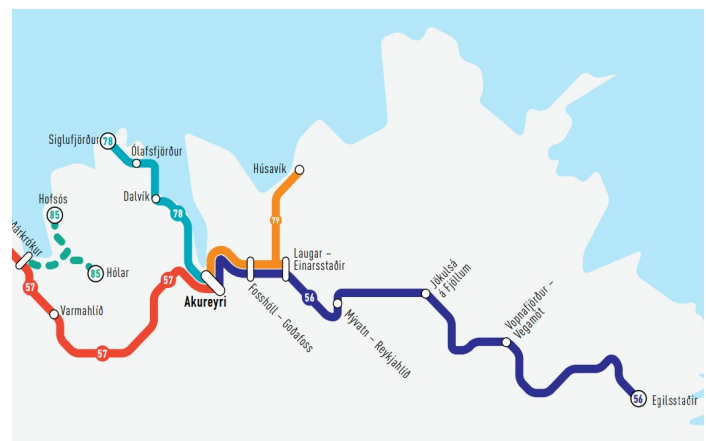 Siglufjörður
78
Ólafsfjörður
Dalvík
78
Húsavík
79
Hofsós
85
85
Hólar
57
Varmahlíð
57
57
Akureyri
Fosshóll – Goðafoss
Laugar –
Einarsstaðir
56
Mývatn – Reykjahlíð
Jökulsá
á Fjöllum
Vopnafjörður –
Vegamót
56
Egilsstaðir